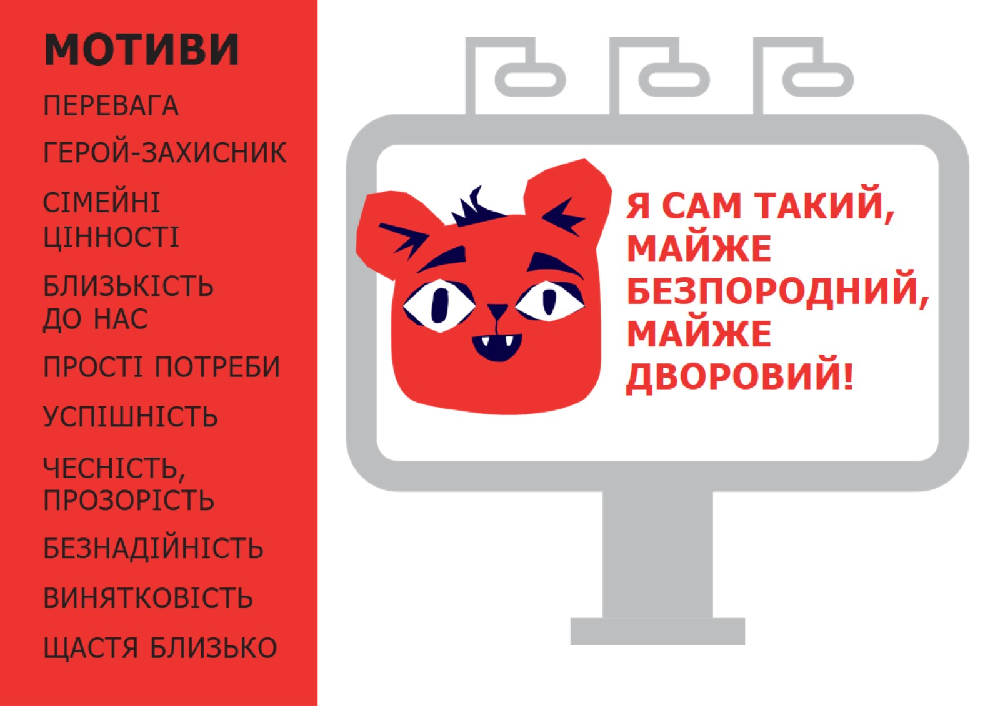 МОТИВИ
ПЕРЕВАГА
ГЕРОЙ-ЗАХИСНИК
СІМЕЙНІ
ЦІННОСТІ
БЛИЗЬКІСТЬ
ДО НАС
ПРОСТІ ПОТРЕБИ
УСПІШНІСТЬ
ЧЕСНІСТЬ,
ПРОЗОРІСТЬ
БЕЗНАДІЙНІСТЬ
ВИНЯТКОВІСТЬ
ЩАСТЯ БЛИЗЬКО
Я САМ ТАКИЙ,
МАЙЖЕ
БЕЗПОРОДНИЙ,
МАЙЖЕ
ДВОРОВИЙ!